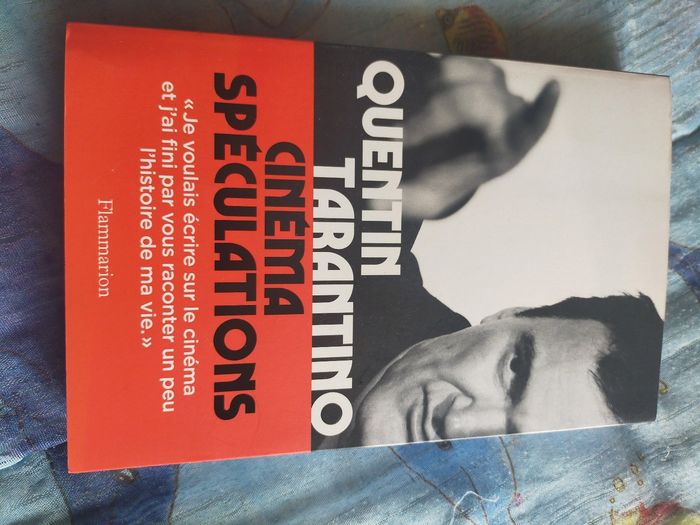 QUENTIN
TARANTINO
CINÉMA
SPÉCULATIONS
«Je voulais écrire sur le cinéma
et j'ai fini par vous raconter un peu
l'histoire de ma vie.»
Flammarion